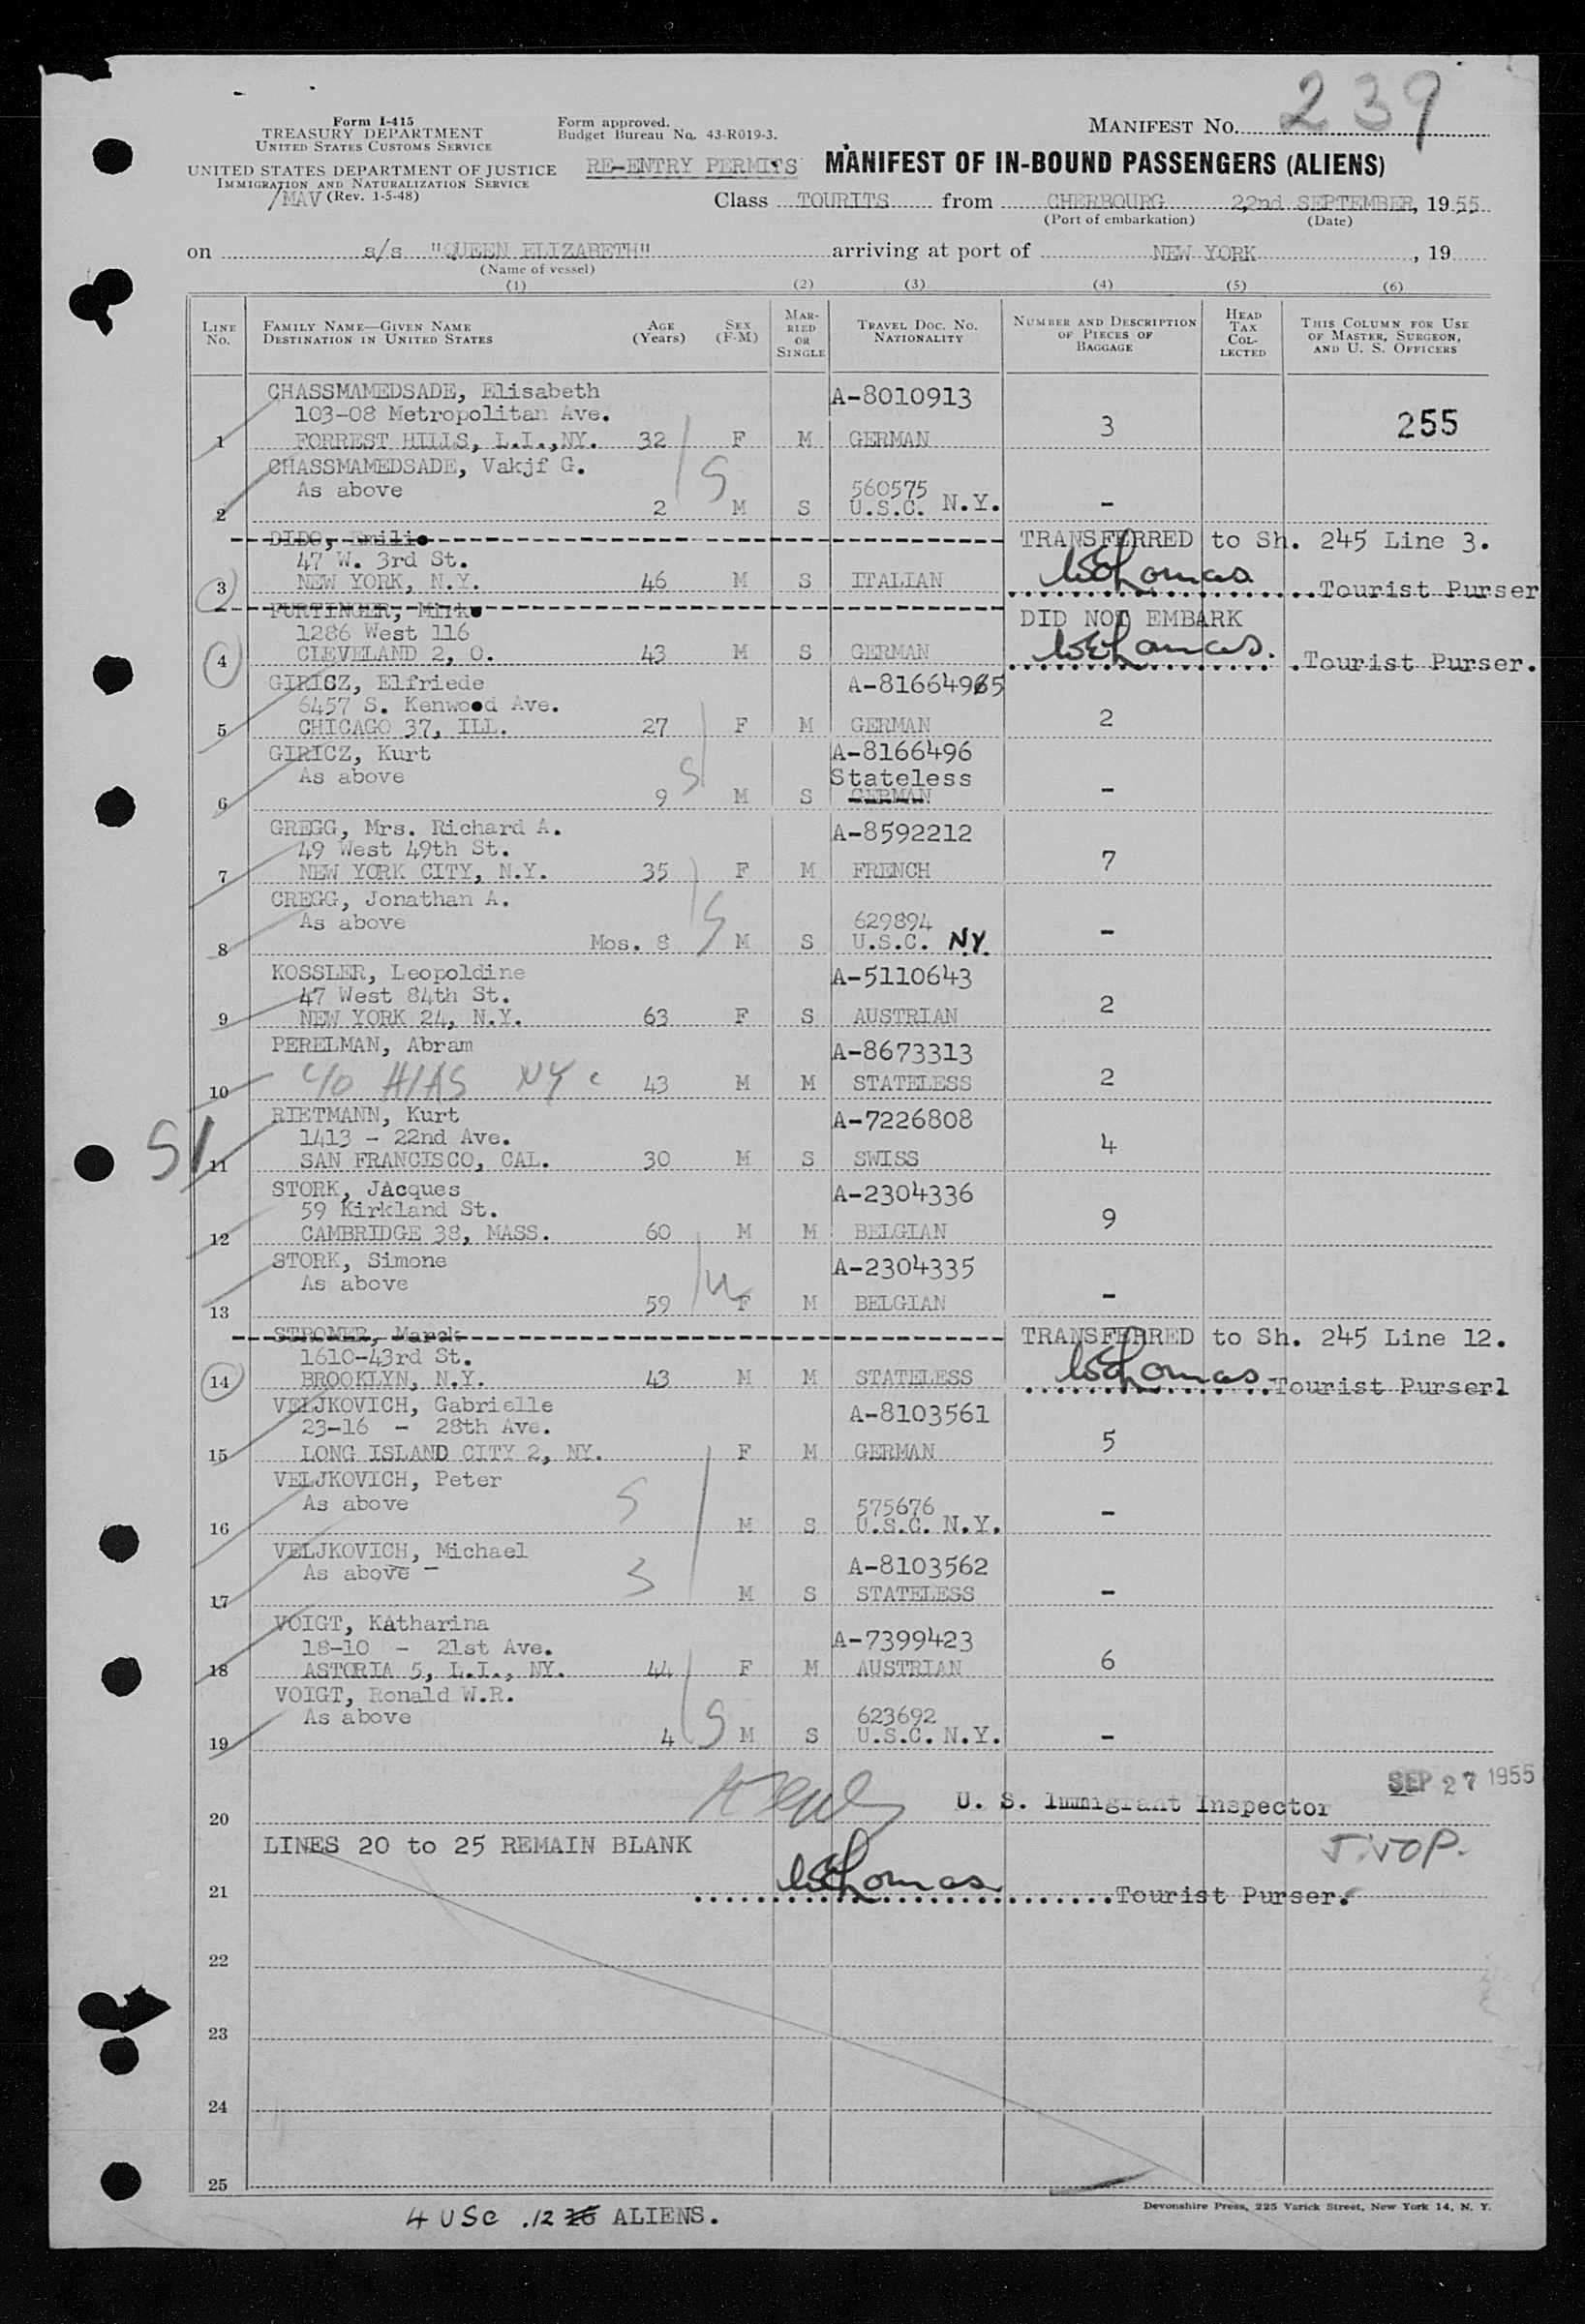 239
Form I-415
TREASURY DEPARTMENT
UNITED STATES CUSTOMS SERVICE
Form approved.
Budget Bureau No. 43-R019-3.
MANIFEST No.
UNITED STATES DEPARTMENT OF JUSTICE
IMMIGRATION AND NATURALIZATION SERVICE
/MAV (Rev. 1-5-48)
RE-ENTRY PERMITS MANIFEST OF IN-BOUND PASSENGERS (ALIENS)
Class TOURITS from CHERBOURG 22nd SEPTEMBER, 1955
(Port of embarkation) (Date)
on s/s "QUEEN ELIZABETH" arriving at port of NEW YORK, 19
(Name of vessel)
(1) (2) (3) (4) (5) (6)
LINE No.
FAMILY NAME—GIVEN NAME
DESTINATION IN UNITED STATES
AGE (Years)
SEX (F-M)
MARRIED OR SINGLE
TRAVEL DOC. NO. NATIONALITY
NUMBER AND DESCRIPTION OF PIECES OF BAGGAGE
HEAD TAX COLLECTED
THIS COLUMN FOR USE OF MASTER, SURGEON, AND U. S. OFFICERS
CHASSMAMEDSADE, Elisabeth A-8010913
103-08 Metropolitan Ave.
1 FORREST HILLS, L.I.,NY. 32 F M GERMAN 3 255
CHASSMAMEDSADE, Vakjf G.
As above 560575
2 2 S M S U.S.C. N.Y. -
DIDO, Emilio TRANSFERRED to Sh. 245 Line 3.
47 W. 3rd St.
3 NEW YORK, N.Y. 46 M S ITALIAN Tourist Purser
FURTINGER, Mirko DID NOT EMBARK
1286 West 116
4 CLEVELAND 2, O. 43 M S GERMAN Tourist Purser.
GIRICZ, Elfriede A-81664965
6457 S. Kenwood Ave.
5 CHICAGO 37, ILL. 27 F M GERMAN 2
GIRICZ, Kurt A-8166496
As above Stateless
6 9 S M S GERMAN -
GREGG, Mrs. Richard A. A-8592212
49 West 49th St.
7 NEW YORK CITY, N.Y. 35 F M FRENCH 7
CREGG, Jonathan A.
As above 629894
8 Mos. 8 S M S U.S.C. NY. -
KOSSLER, Leopoldine A-5110643
47 West 84th St.
9 NEW YORK 24, N.Y. 63 F S AUSTRIAN 2
PERELMAN, Abram A-8673313
10 c/o HIAS NYc 43 M M STATELESS 2
RIETMANN, Kurt A-7226808
1413 - 22nd Ave.
11 SAN FRANCISCO, CAL. 30 M S SWISS 4
STORK, Jacques A-2304336
59 Kirkland St.
12 CAMBRIDGE 38, MASS. 60 M M BELGIAN 9
STORK, Simone A-2304335
As above
13 59 F M BELGIAN -
STROMER, Marck TRANSFERRED to Sh. 245 Line 12.
1610-43rd St.
14 BROOKLYN, N.Y. 43 M M STATELESS Tourist Purserl
VELJKOVICH, Gabrielle A-8103561
23-16 - 28th Ave.
15 LONG ISLAND CITY 2, NY. F M GERMAN 5
VELJKOVICH, Peter
As above 5 575676
16 M S U.S.C. N.Y. -
VELJKOVICH, Michael A-8103562
As above - 3
17 M S STATELESS -
VOIGT, Katharina A-7399423
18-10 - 21st Ave.
18 ASTORIA 5, L.I., NY. 44 F M AUSTRIAN 6
VOIGT, Ronald W.R.
As above 623692
19 4 S M S U.S.C. N.Y. -
SEP 27 1955
20 U. S. Immigrant Inspector
LINES 20 to 25 REMAIN BLANK
21 Tourist Purser.
22
23
24
25
Devonshire Press, 225 Varick Street, New York 14, N. Y.
4 USC .12 16 ALIENS.